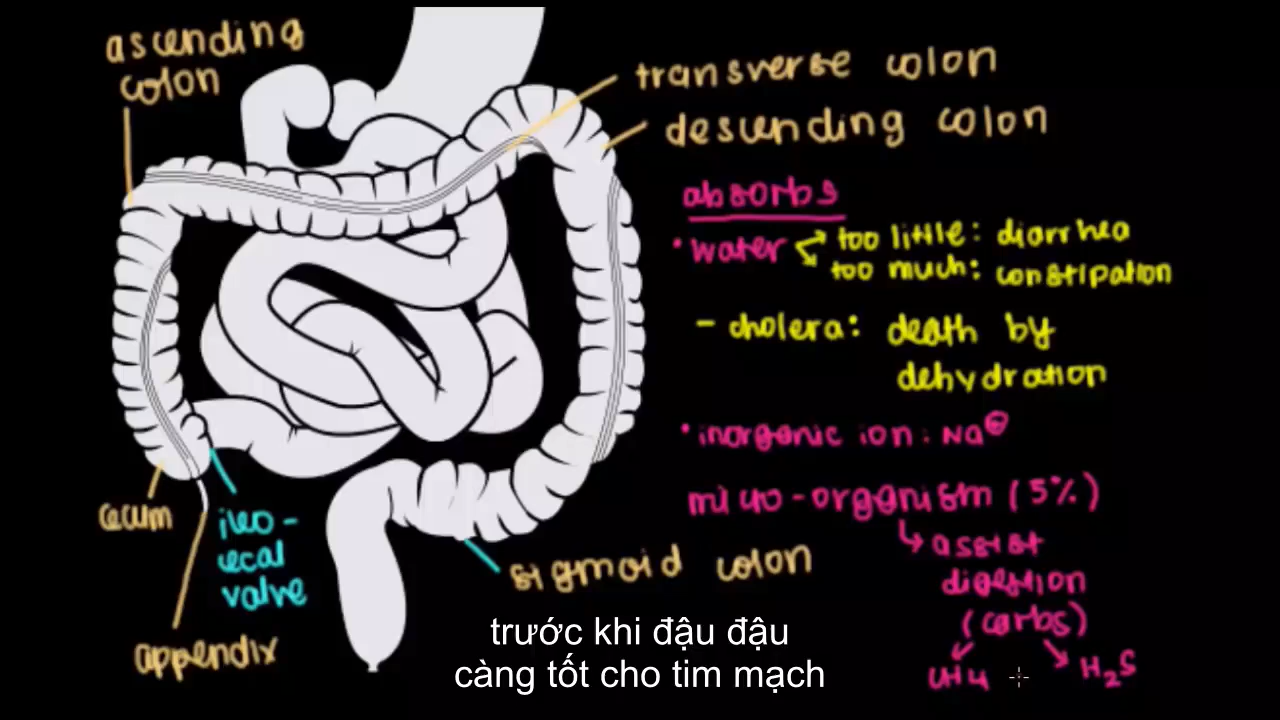 ascending
colon
transverse colon
descending colon
absorbs
• water
too little: diarrhea
too much: constipation
- cholera: death by
dehydration
• inorganic ion: Na⊕
micro-organism (5%)
assist
digestion
(carbs)
CH4
H2S
cecum
ileo-
cecal
valve
appendix
sigmoid colon
trước khi đậu đậu
càng tốt cho tim mạch